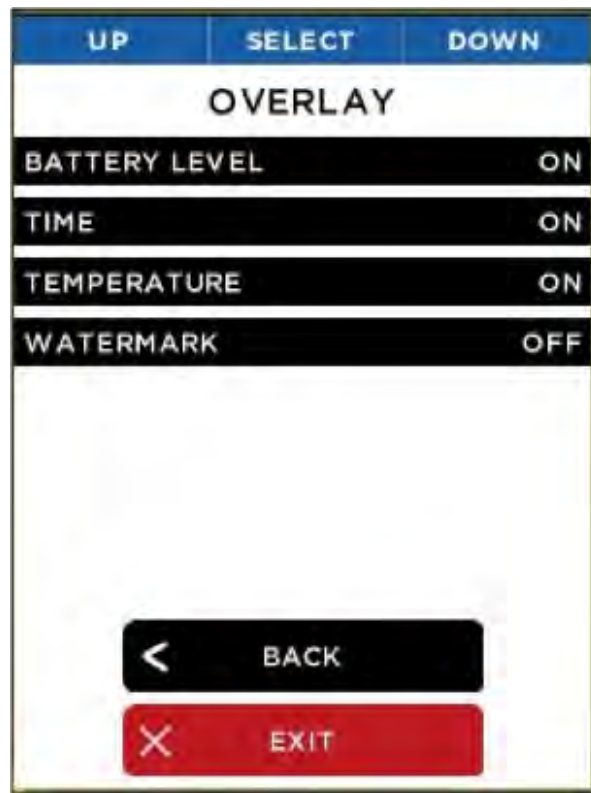 UP SELECT DOWN
OVERLAY
BATTERY LEVEL ON
TIME ON
TEMPERATURE ON
WATERMARK OFF
< BACK
X EXIT